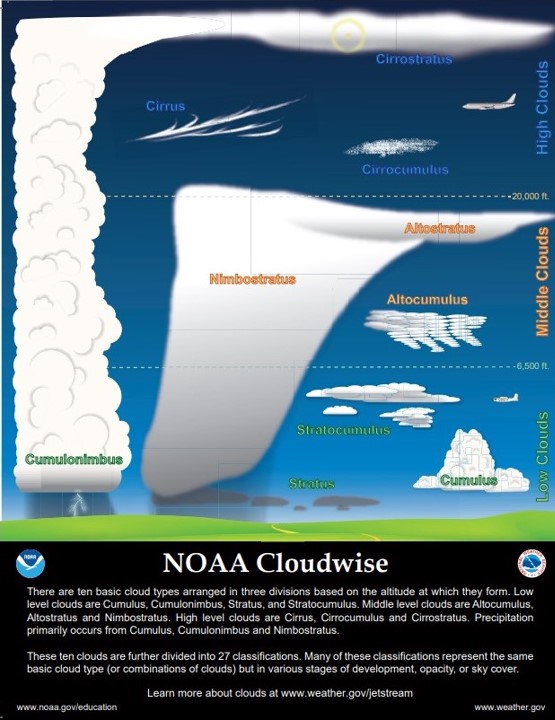 Cirrostratus
High Clouds
Cirrus
Cirrocumulus
20,000 ft.
Altostratus
Middle Clouds
Nimbostratus
Altocumulus
6,500 ft.
Low Clouds
Stratocumulus
Cumulonimbus
Cumulus
Stratus
NOAA
NOAA Cloudwise
There are ten basic cloud types arranged in three divisions based on the altitude at which they form. Low
level clouds are Cumulus, Cumulonimbus, Stratus, and Stratocumulus. Middle level clouds are Altocumulus,
Altostratus and Nimbostratus. High level clouds are Cirrus, Cirrocumulus and Cirrostratus. Precipitation
primarily occurs from Cumulus, Cumulonimbus and Nimbostratus.
These ten clouds are further divided into 27 classifications. Many of these classifications represent the same
basic cloud type (or combinations of clouds) but in various stages of development, opacity, or sky cover.
Learn more about clouds at www.weather.gov/jetstream
www.noaa.gov/education
www.weather.gov